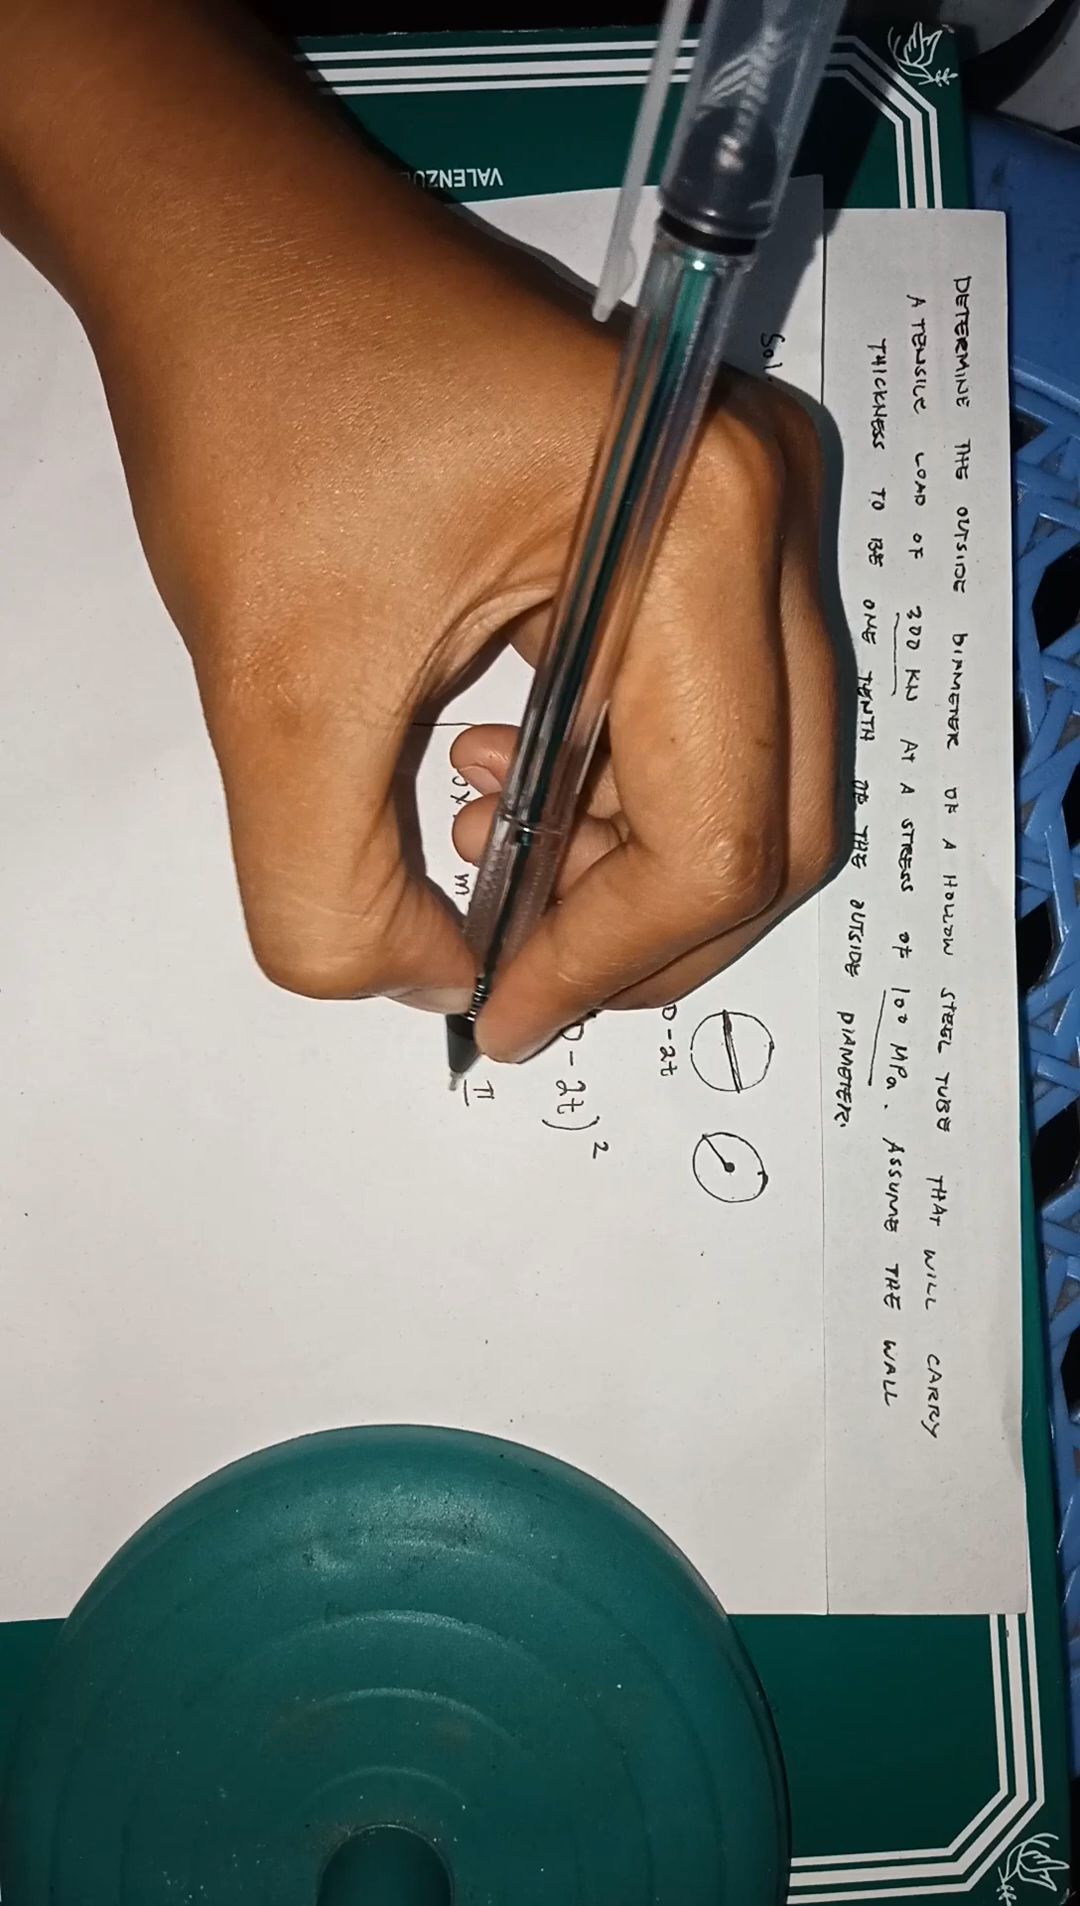 DETERMINE THE OUTSIDE DIAMETER OF A HOLLOW STEEL TUBE THAT WILL CARRY
A TENSILE LOAD OF 300 KN AT A STRESS OF 100 MPa. ASSUME THE WALL
THICKNESS TO BE ONE TENTH OF THE OUTSIDE DIAMETER.
Sol
D-2t
D-2t)²
m π
VALENZU